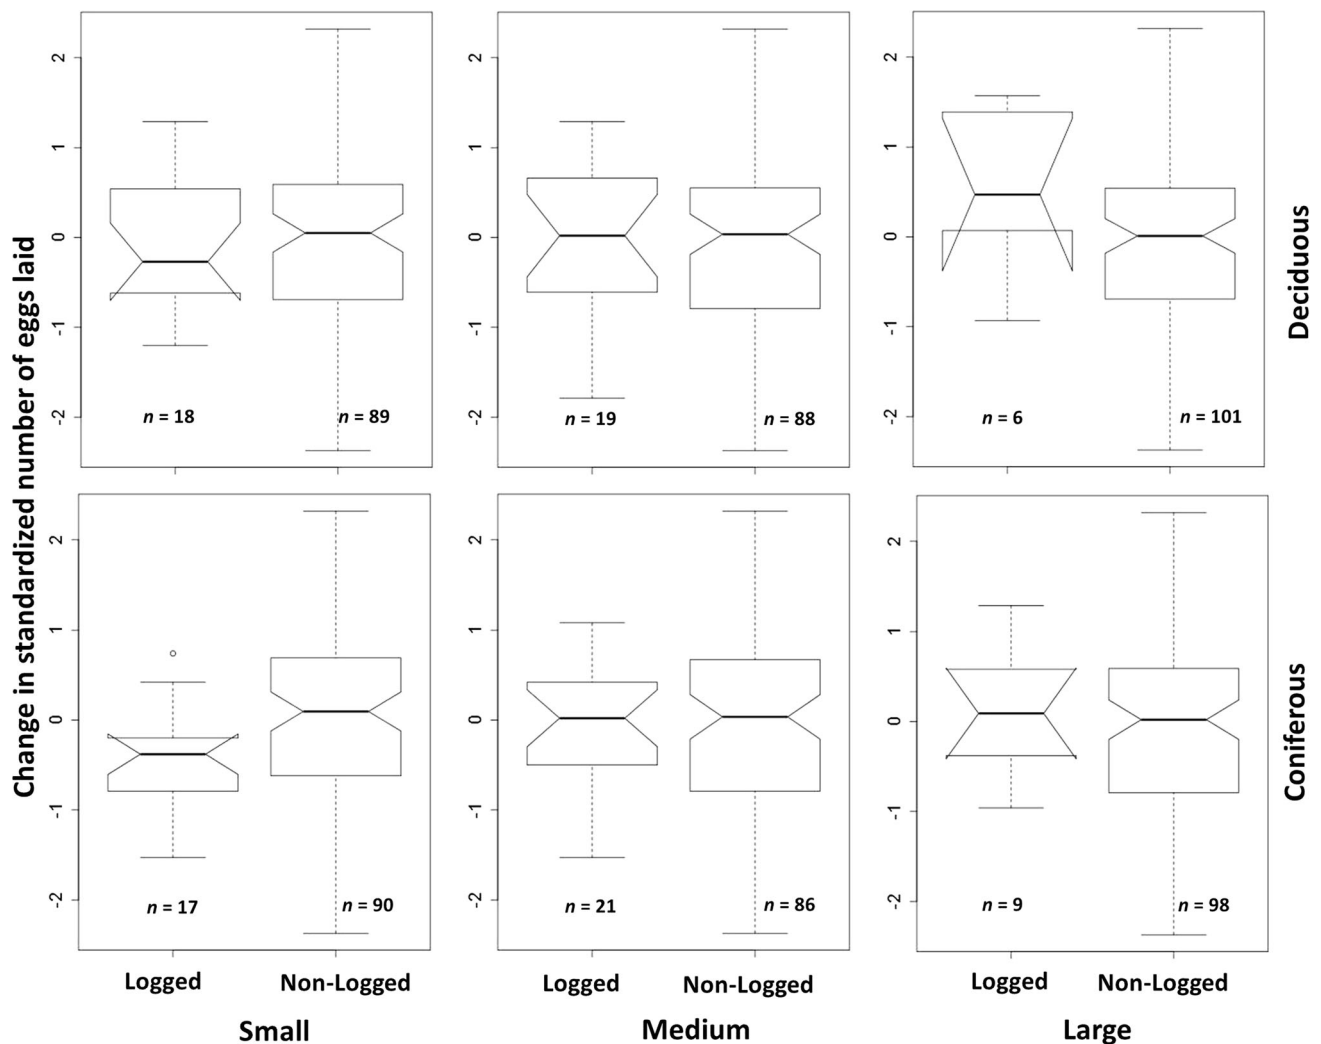 Change in standardized number of eggs laid
2
1
0
-1
-2
n = 18
n = 89
2
1
0
-1
-2
n = 19
n = 88
2
1
0
-1
-2
n = 6
n = 101
Deciduous
2
1
0
-1
-2
n = 17
n = 90
2
1
0
-1
-2
n = 21
n = 86
2
1
0
-1
-2
n = 9
n = 98
Coniferous
Logged Non-Logged Logged Non-Logged Logged Non-Logged
Small Medium Large